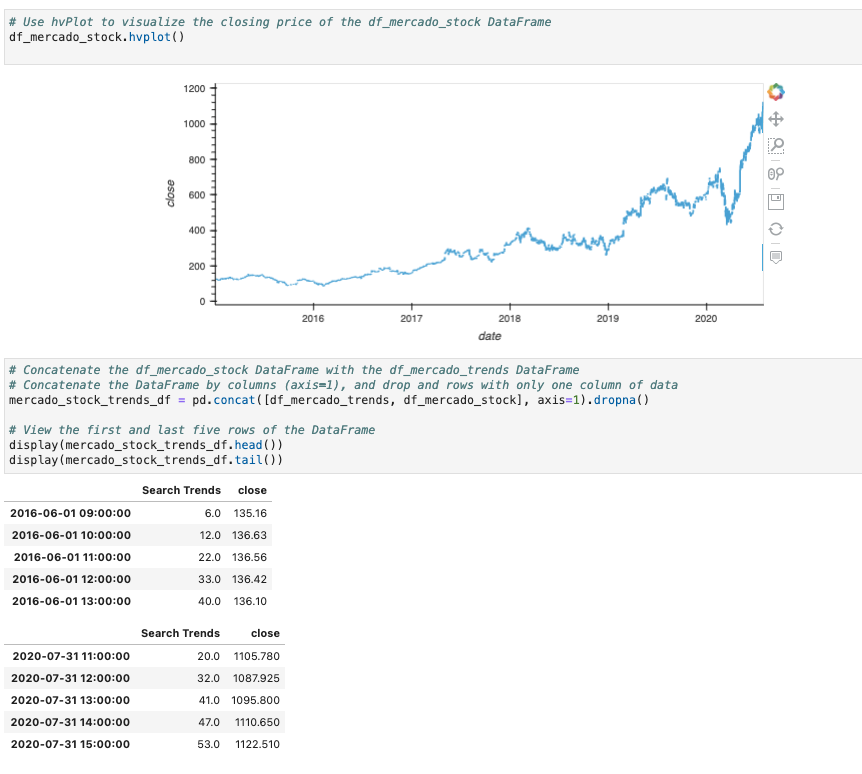 # Use hvPlot to visualize the closing price of the df_mercado_stock DataFrame
df_mercado_stock.hvplot()
1200
1000
800
600
400
200
0
close
2016 2017 2018 2019 2020
date
# Concatenate the df_mercado_stock DataFrame with the df_mercado_trends DataFrame
# Concatenate the DataFrame by columns (axis=1), and drop and rows with only one column of data
mercado_stock_trends_df = pd.concat([df_mercado_trends, df_mercado_stock], axis=1).dropna()
# View the first and last five rows of the DataFrame
display(mercado_stock_trends_df.head())
display(mercado_stock_trends_df.tail())
Search Trends close
2016-06-01 09:00:00 6.0 135.16
2016-06-01 10:00:00 12.0 136.63
2016-06-01 11:00:00 22.0 136.56
2016-06-01 12:00:00 33.0 136.42
2016-06-01 13:00:00 40.0 136.10
Search Trends close
2020-07-31 11:00:00 20.0 1105.780
2020-07-31 12:00:00 32.0 1087.925
2020-07-31 13:00:00 41.0 1095.800
2020-07-31 14:00:00 47.0 1110.650
2020-07-31 15:00:00 53.0 1122.510